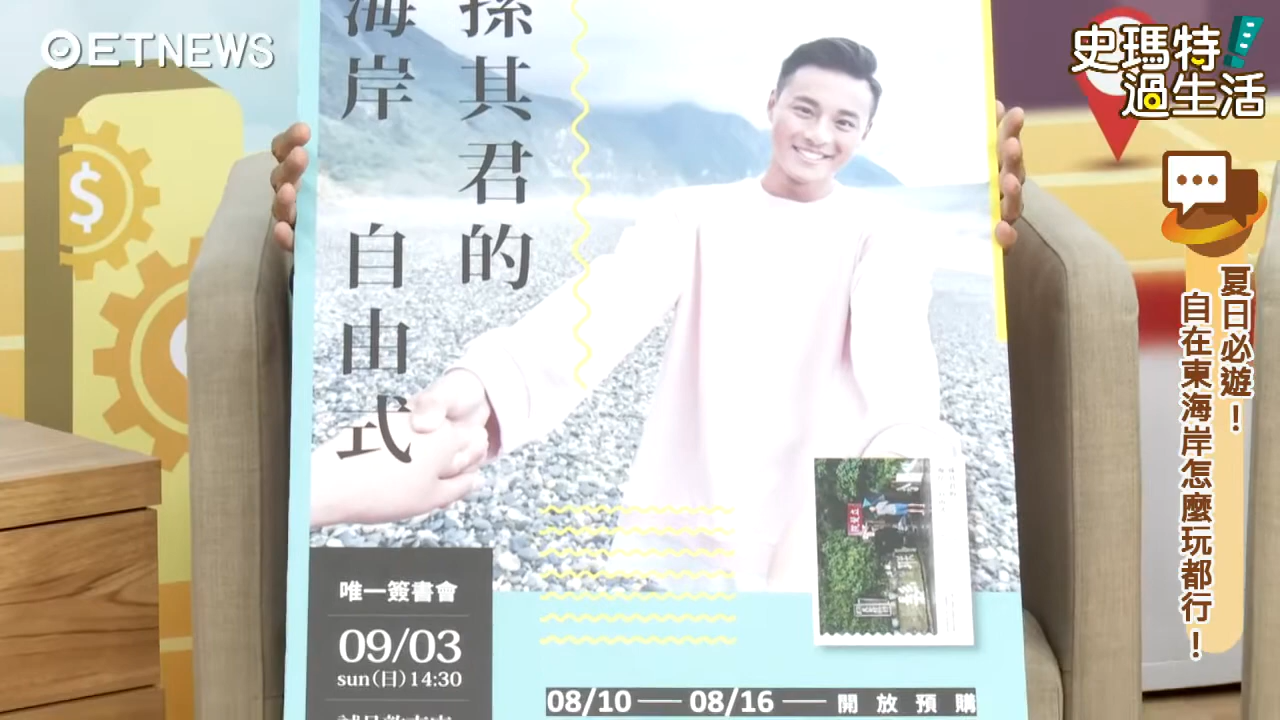 ETNEWS
史瑪特
過生活
夏日必遊！
自在東海岸怎麼玩都行！
孫其君的
海岸 自由式
$
唯一簽書會
09/03
sun(日)14:30
08/10 — 08/16 — 開放預購